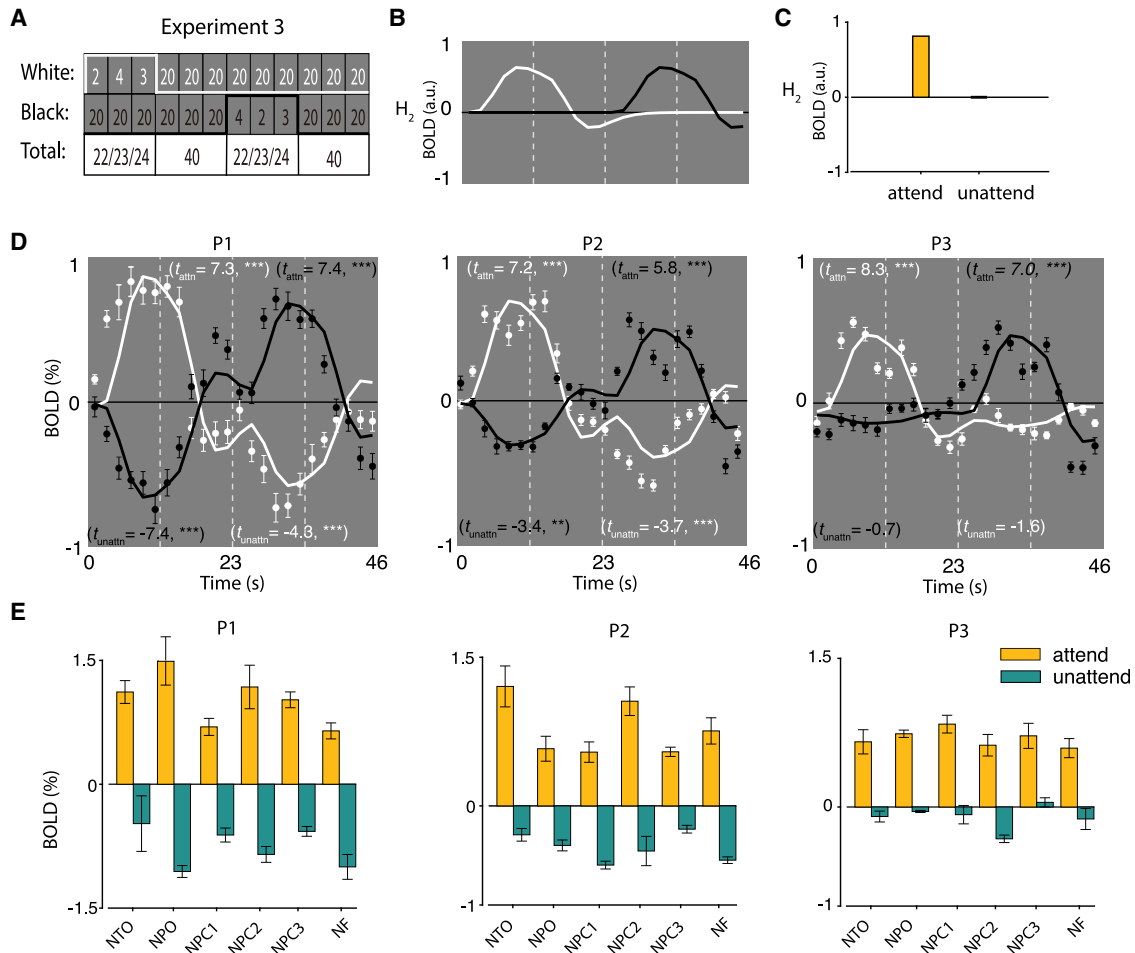 A
Experiment 3
White: 2 4 3 20 20 20 20 20 20 20 20 20
Black: 20 20 20 20 20 20 4 2 3 20 20 20
Total: 22/23/24 40 22/23/24 40
B
1
0
-1
H2
BOLD (a.u.)
C
1
0
-1
H2
BOLD (a.u.)
attend unattend
D
P1
1
0
-1
BOLD (%)
(tattn= 7.3, ***) (tattn= 7.4, ***)
(tunattn= -7.4, ***) (tunattn= -4.3, ***)
0 23 46
Time (s)
P2
1
0
-1
(tattn= 7.2, ***) (tattn= 5.8, ***)
(tunattn= -3.4, **) (tunattn= -3.7, ***)
0 23 46
Time (s)
P3
1
0
-1
(tattn= 8.3, ***) (tattn= 7.0, ***)
(tunattn= -0.7) (tunattn= -1.6)
0 23 46
Time (s)
E
P1
1.5
0
-1.5
BOLD (%)
NTO NPO NPC1 NPC2 NPC3 NF
P2
1.5
0
-1
NTO NPO NPC1 NPC2 NPC3 NF
P3
1.5
0
-1
attend
unattend
NTO NPO NPC1 NPC2 NPC3 NF